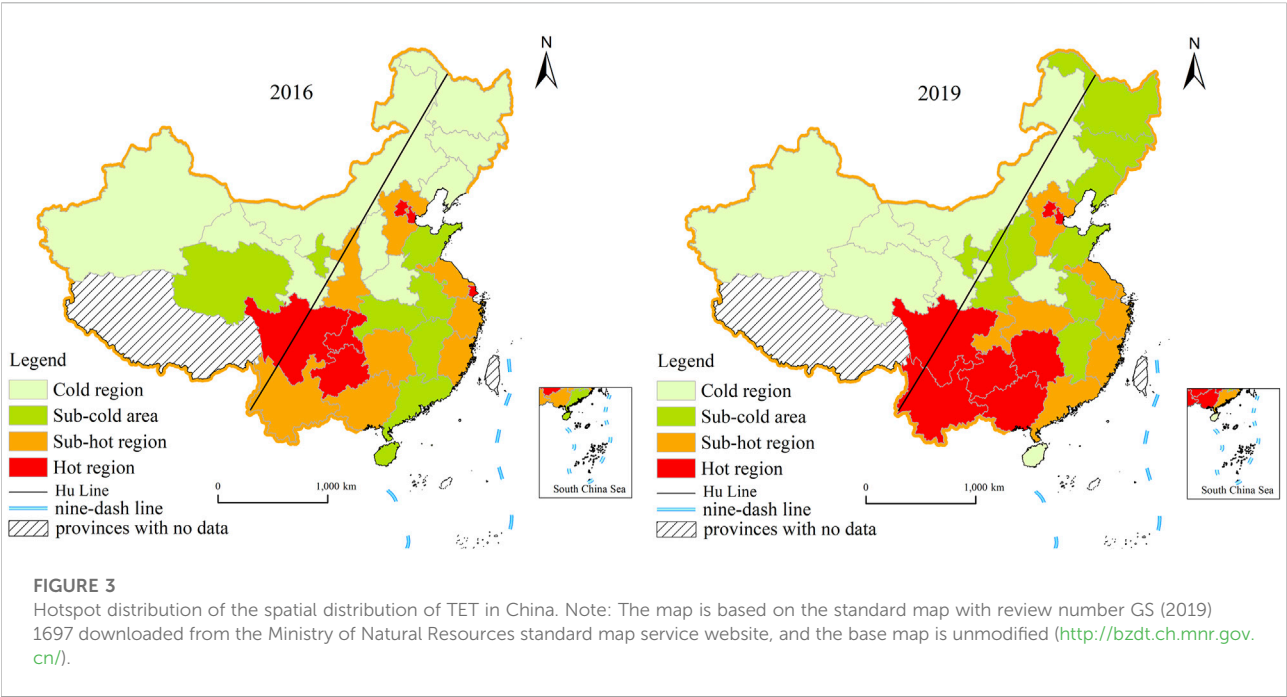 2016
N
Legend
Cold region
Sub-cold area
Sub-hot region
Hot region
Hu Line
nine-dash line
provinces with no data
0
1,000 km
South China Sea
2019
N
Legend
Cold region
Sub-cold area
Sub-hot region
Hot region
Hu Line
nine-dash line
provinces with no data
0
1,000 km
South China Sea
FIGURE 3
Hotspot distribution of the spatial distribution of TET in China. Note: The map is based on the standard map with review number GS (2019)
1697 downloaded from the Ministry of Natural Resources standard map service website, and the base map is unmodified (http://bzdt.ch.mnr.gov.
cn/).